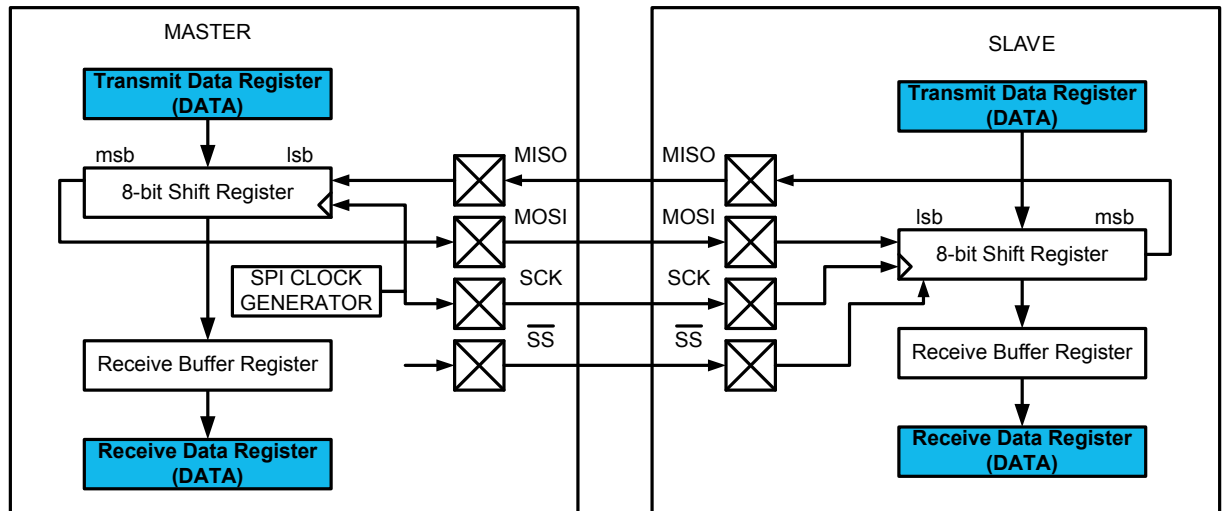 MASTER
Transmit Data Register
(DATA)
msb lsb
8-bit Shift Register
SPI CLOCK
GENERATOR
Receive Buffer Register
Receive Data Register
(DATA)
MISO
MOSI
SCK
SS
MISO
MOSI
SCK
SS
SLAVE
Transmit Data Register
(DATA)
lsb msb
8-bit Shift Register
Receive Buffer Register
Receive Data Register
(DATA)